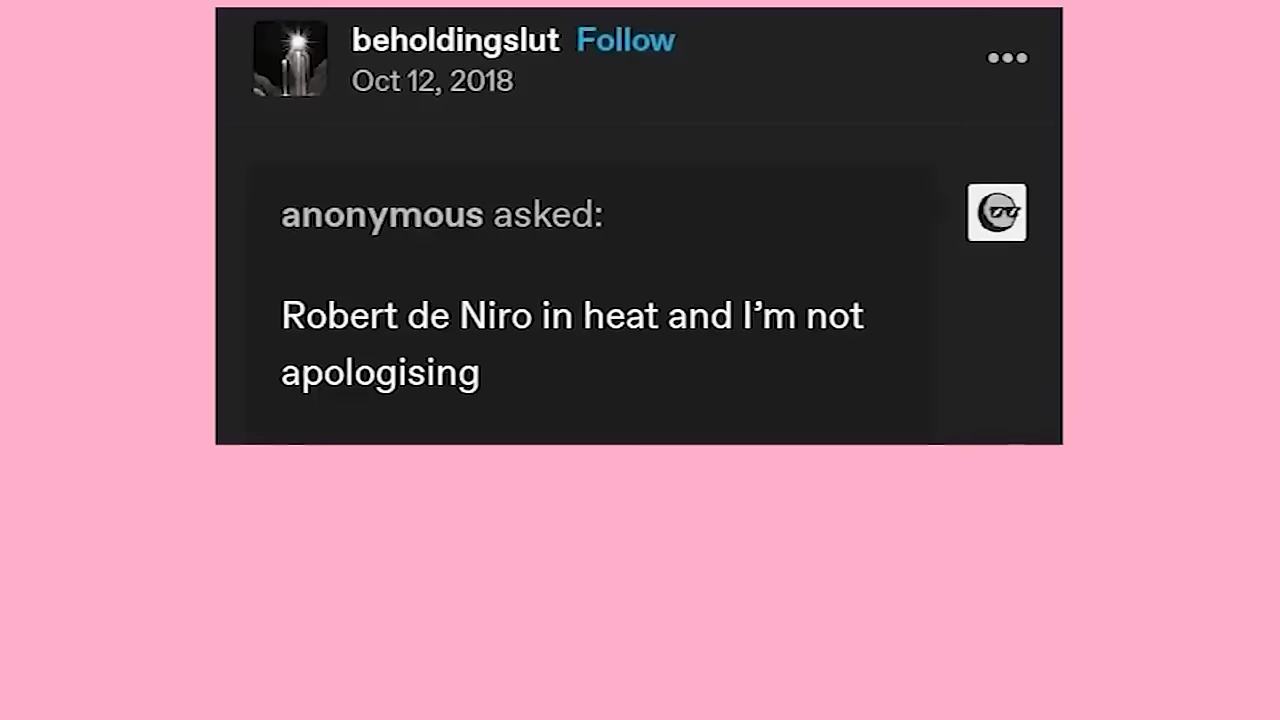 beholdingslut Follow
Oct 12, 2018
anonymous asked:
Robert de Niro in heat and I’m not
apologising